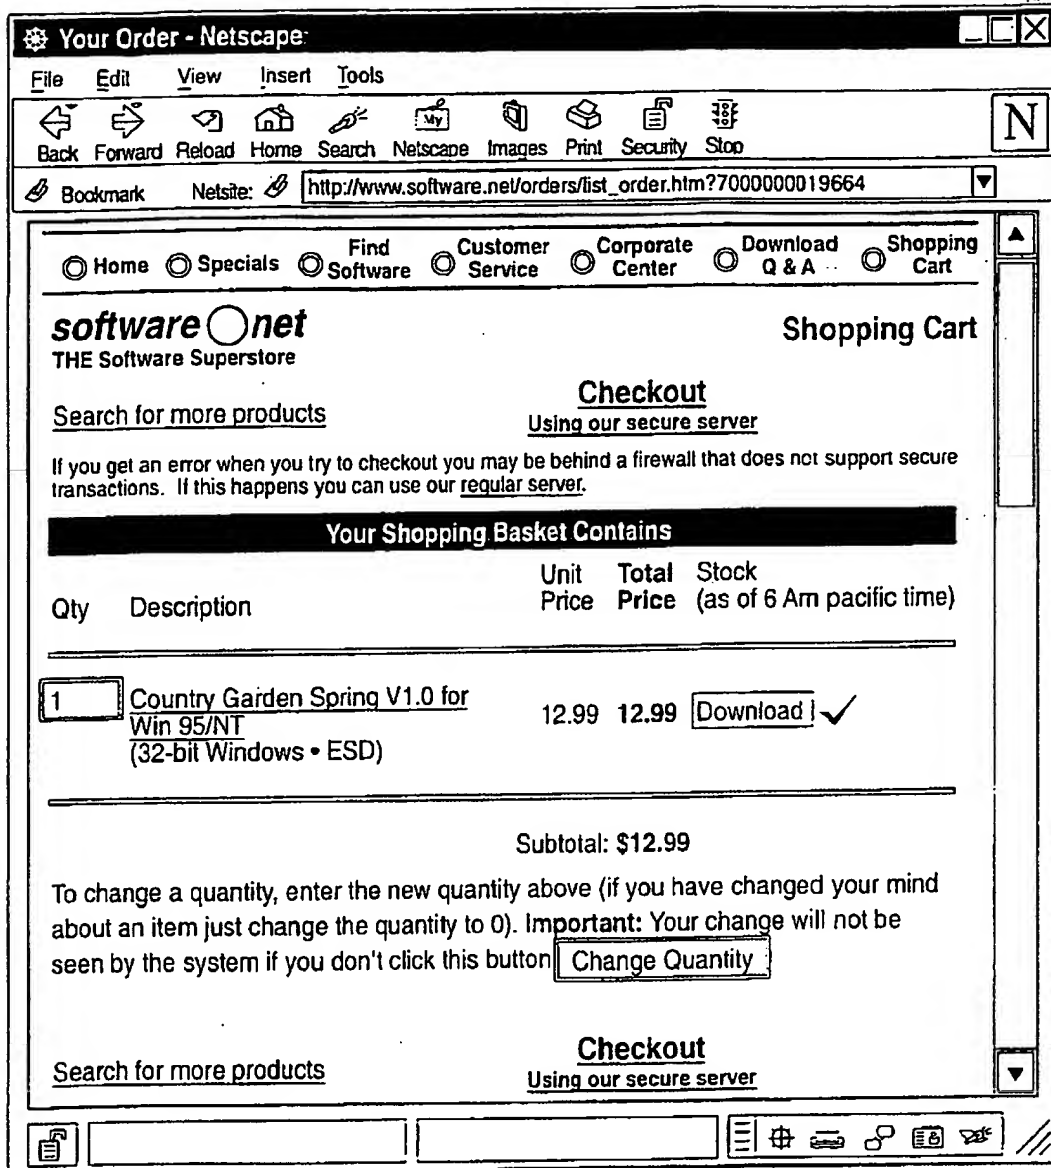 Your Order - Netscape:
File Edit View Insert Tools
My
N
Back Forward Reload Home Search Netscape Images Print Security Stop
Bookmark Netsite: http://www.software.net/orders/list_order.htm?7000000019664
Home Specials Find Software Customer Service Corporate Center Download Q & A Shopping Cart
software net Shopping Cart
THE Software Superstore
Checkout
Search for more products Using our secure server
If you get an error when you try to checkout you may be behind a firewall that does not support secure
transactions. If this happens you can use our regular server.
Your Shopping Basket Contains
Unit Total Stock
Qty Description Price Price (as of 6 Am pacific time)
1 Country Garden Spring V1.0 for
Win 95/NT 12.99 12.99 Download
(32-bit Windows • ESD)
Subtotal: $12.99
To change a quantity, enter the new quantity above (if you have changed your mind
about an item just change the quantity to 0). Important: Your change will not be
seen by the system if you don't click this button Change Quantity
Checkout
Search for more products Using our secure server